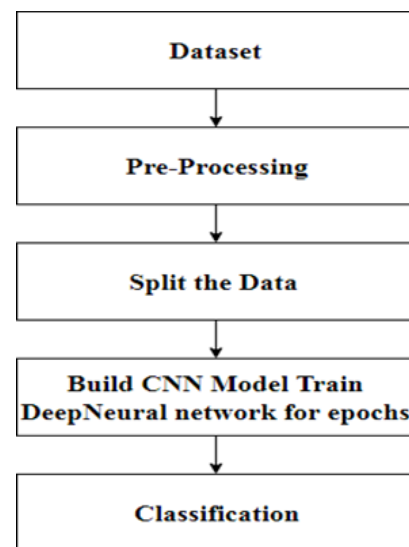 Dataset
Pre-Processing
Split the Data
Build CNN Model Train
DeepNeural network for epochs
Classification